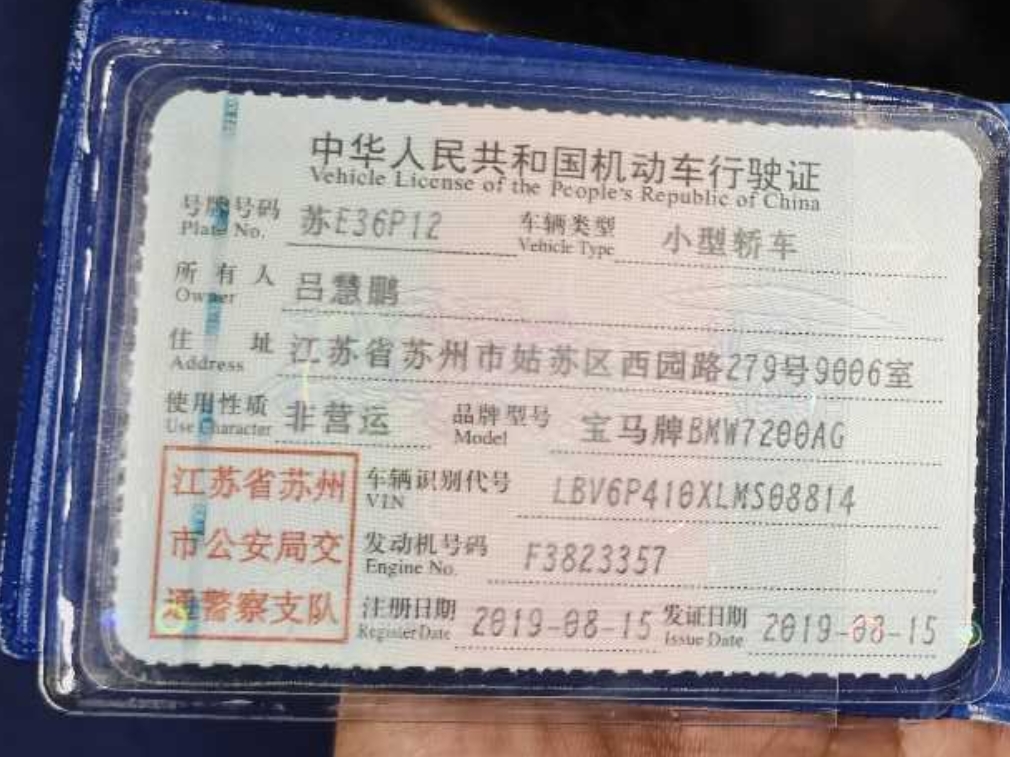 中华人民共和国机动车行驶证
Vehicle License of the People's Republic of China
号牌号码 苏E36P12 车辆类型 小型轿车
Plate No. Vehicle Type
所有人 吕慧鹏
Owner
住址 江苏省苏州市姑苏区西园路279号9006室
Address
使用性质 非营运 品牌型号 宝马牌BMW7200AG
Use Character Model
江苏省苏州
市公安局交
通警察支队
车辆识别代号 LBV6P410XLMS08814
VIN
发动机号码 F3823357
Engine No.
注册日期 2019-08-15 发证日期 2019-08-15
Register Date Issue Date